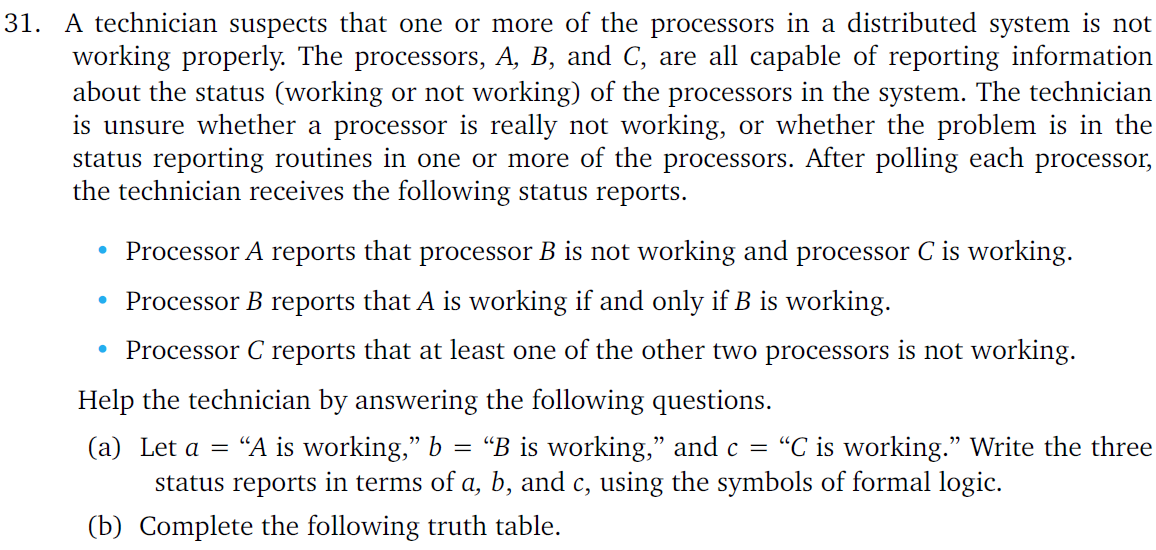 31. A technician suspects that one or more of the processors in a distributed system is not
working properly. The processors, A, B, and C, are all capable of reporting information
about the status (working or not working) of the processors in the system. The technician
is unsure whether a processor is really not working, or whether the problem is in the
status reporting routines in one or more of the processors. After polling each processor,
the technician receives the following status reports.
• Processor A reports that processor B is not working and processor C is working.
• Processor B reports that A is working if and only if B is working.
• Processor C reports that at least one of the other two processors is not working.
Help the technician by answering the following questions.
(a) Let a = “A is working,” b = “B is working,” and c = “C is working.” Write the three
status reports in terms of a, b, and c, using the symbols of formal logic.
(b) Complete the following truth table.